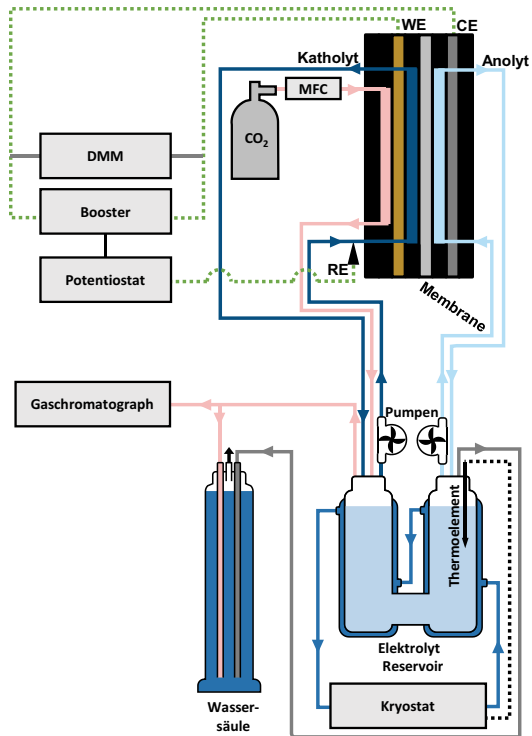 WE
CE
Katholyt
Anolyt
MFC
CO₂
DMM
Booster
Potentiostat
RE
Membrane
Gaschromatograph
Pumpen
Thermoelement
Elektrolyt
Reservoir
Kryostat
Wasser-
säule